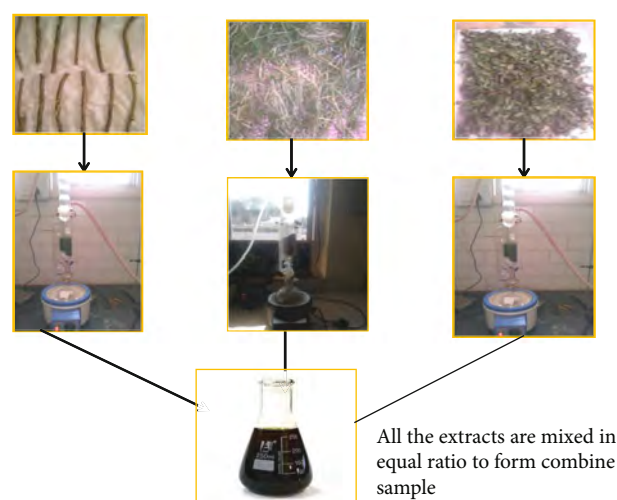 All the extracts are mixed in
equal ratio to form combine
sample